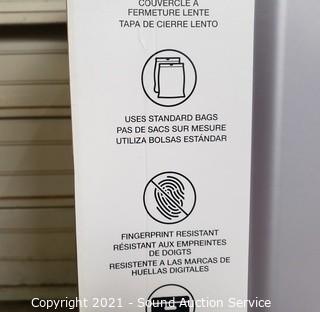 COUVERCLE À
FERMETURE LENTE
TAPA DE CIERRE LENTO
USES STANDARD BAGS
PAS DE SACS SUR MESURE
UTILIZA BOLSAS ESTÁNDAR
FINGERPRINT RESISTANT
RÉSISTANT AUX EMPREINTES
DE DOIGTS
RESISTENTE A LAS MARCAS DE
HUELLAS DIGITALES
Copyright 2021 - Sound Auction Service